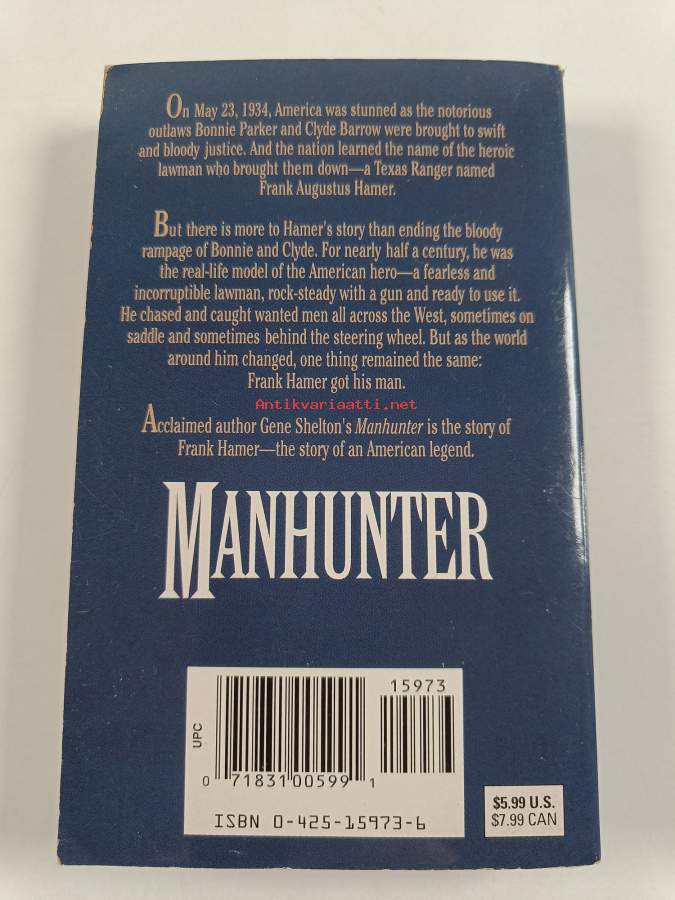 On May 23, 1934, America was stunned as the notorious
outlaws Bonnie Parker and Clyde Barrow were brought to swift
and bloody justice. And the nation learned the name of the heroic
lawman who brought them down—a Texas Ranger named
Frank Augustus Hamer.
But there is more to Hamer's story than ending the bloody
rampage of Bonnie and Clyde. For nearly half a century, he was
the real-life model of the American hero—a fearless and
incorruptible lawman, rock-steady with a gun and ready to use it.
He chased and caught wanted men all across the West, sometimes on
saddle and sometimes behind the steering wheel. But as the world
around him changed, one thing remained the same:
Frank Hamer got his man.
Antikvariaatti.net
Acclaimed author Gene Shelton's Manhunter is the story of
Frank Hamer—the story of an American legend.
MANHUNTER
15973
UPC
0 71831 00599 1
ISBN 0-425-15973-6
$5.99 U.S.
$7.99 CAN